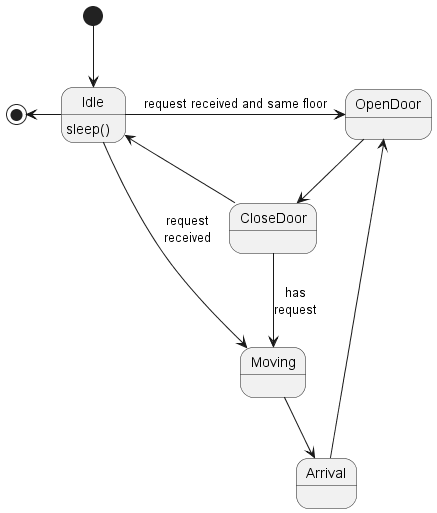 Idle
sleep()
request received and same floor
OpenDoor
request
received
CloseDoor
has
request
Moving
Arrival